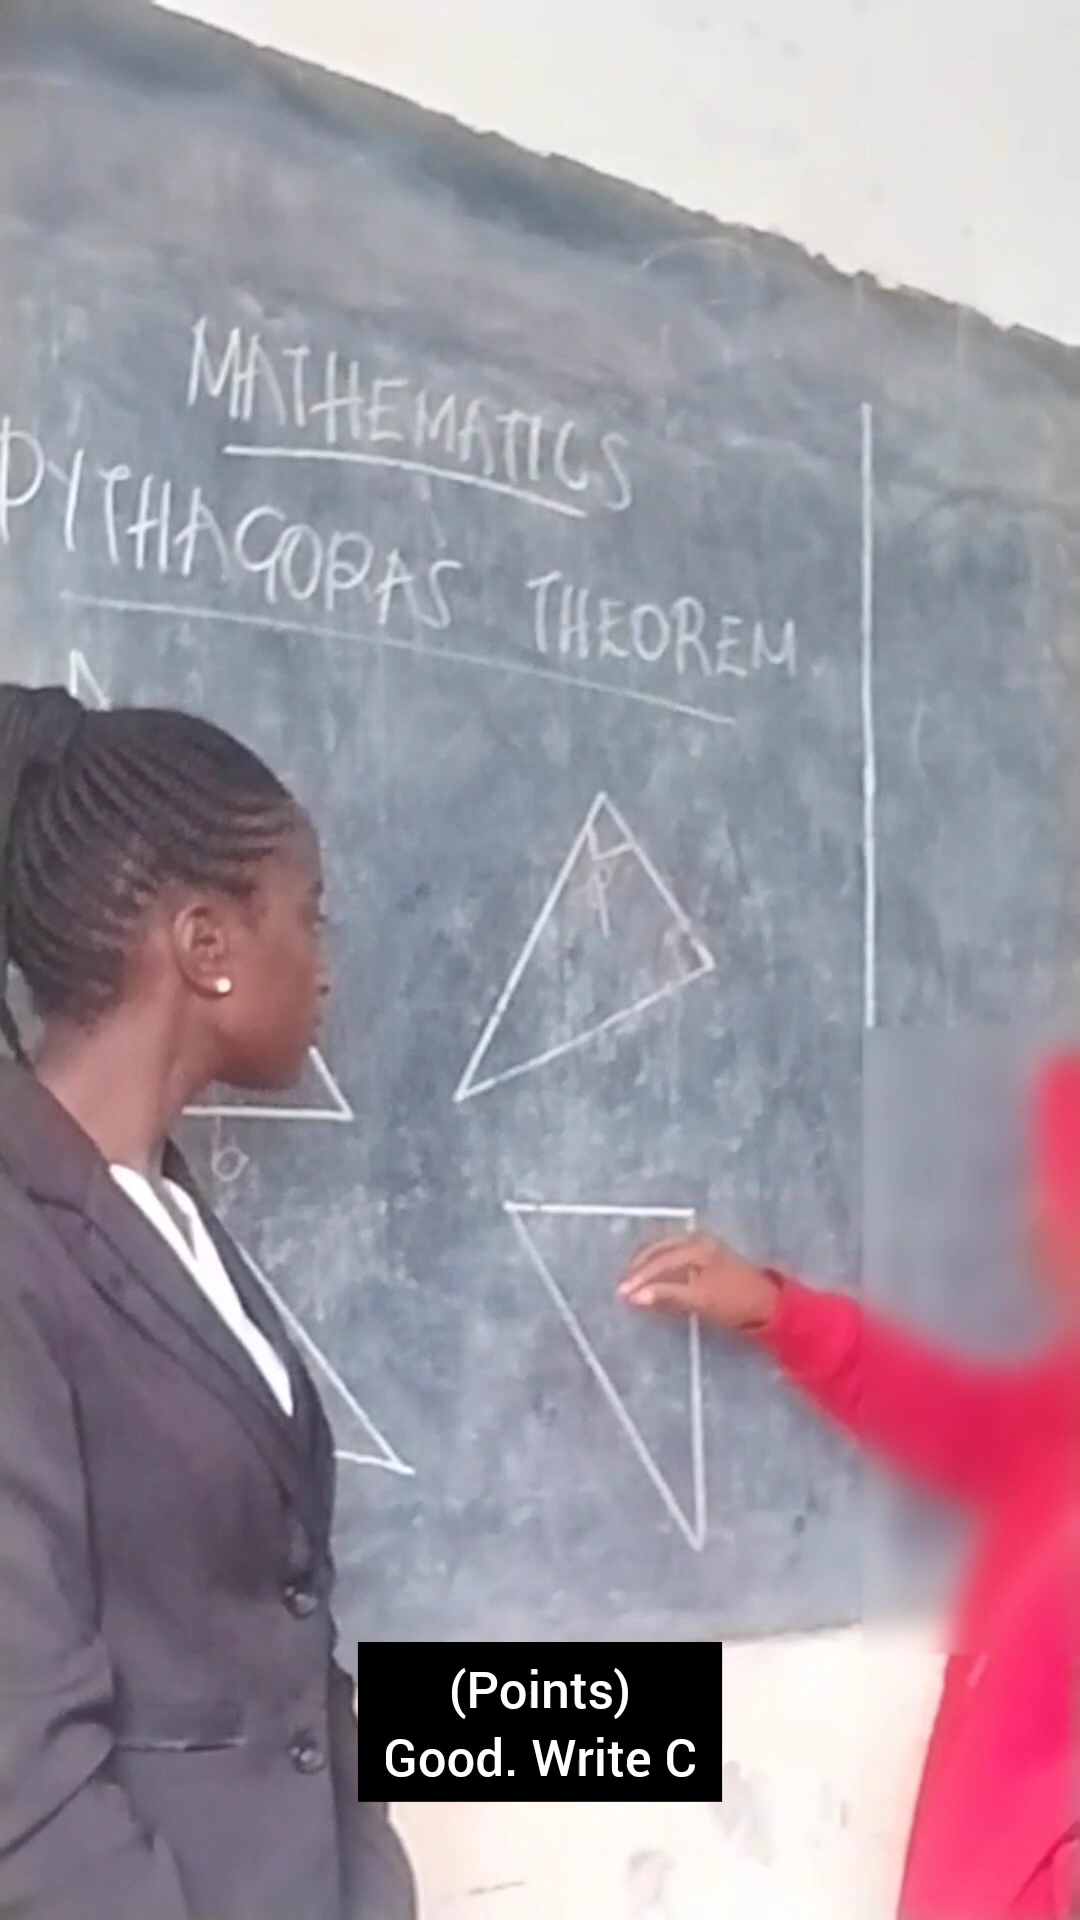 MATHEMATICS
PYTHAGORAS THEOREM
b
(Points)
Good. Write C